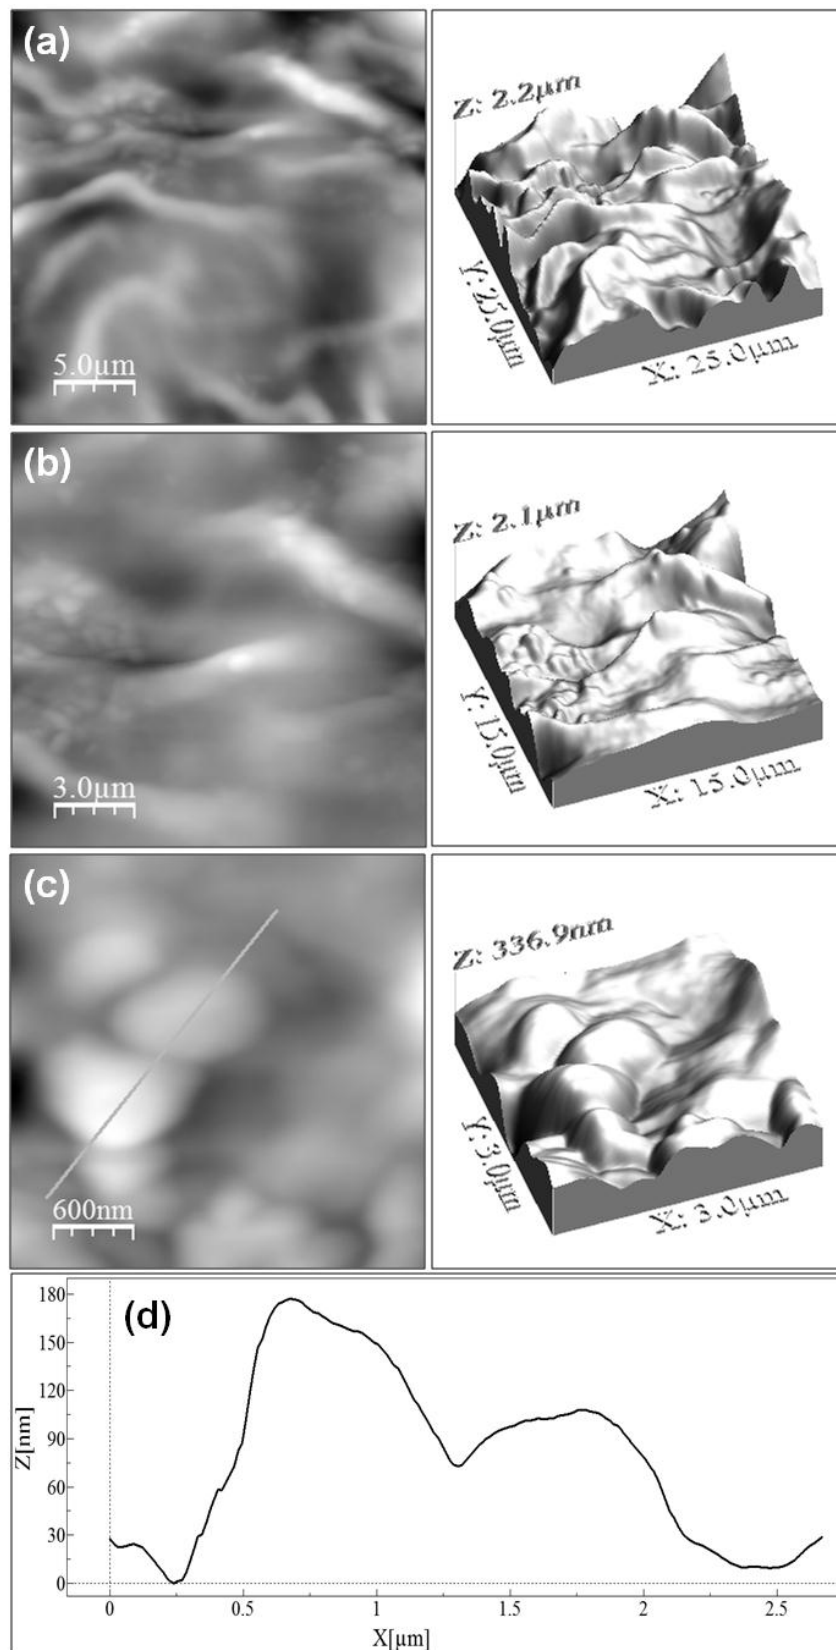 (a)
5.0µm
Z: 2.2µm
Y: 25.0µm
X: 25.0µm
(b)
3.0µm
Z: 2.1µm
Y: 15.0µm
X: 15.0µm
(c)
600nm
Z: 336.9nm
Y: 3.0µm
X: 3.0µm
(d)
Z[nm]
180
150
120
90
60
30
0
0 0.5 1 1.5 2 2.5
X[µm]